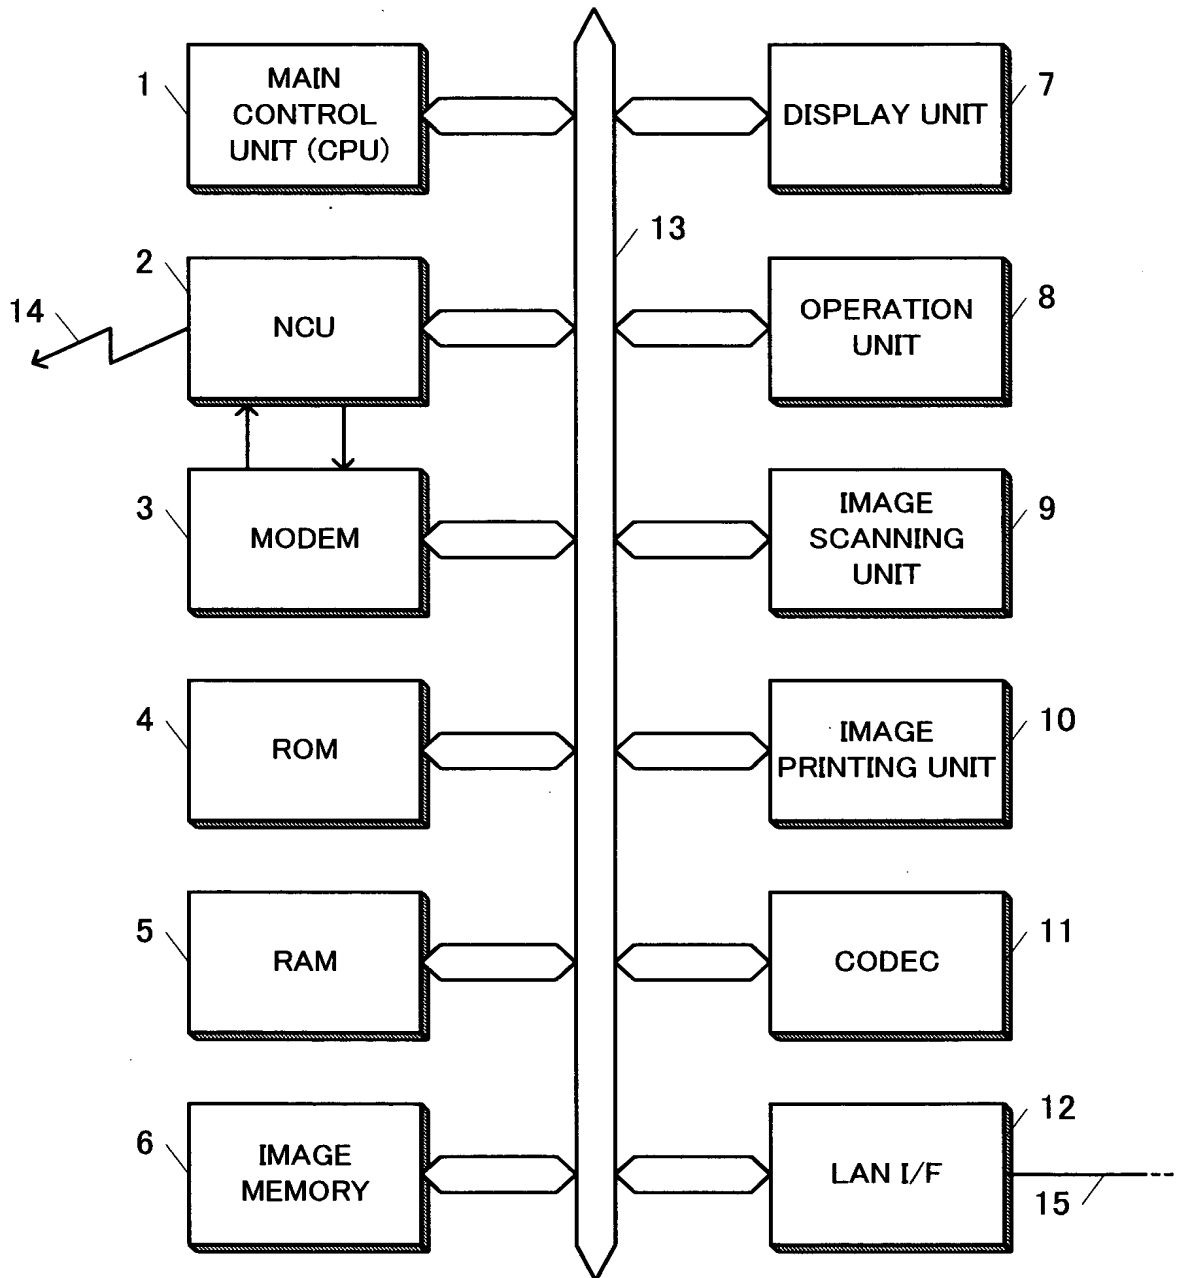 1
MAIN
CONTROL
UNIT (CPU)
7
DISPLAY UNIT
13
2
14
NCU
8
OPERATION
UNIT
3
MODEM
9
IMAGE
SCANNING
UNIT
4
ROM
10
IMAGE
PRINTING UNIT
5
RAM
11
CODEC
6
IMAGE
MEMORY
12
LAN I/F
15